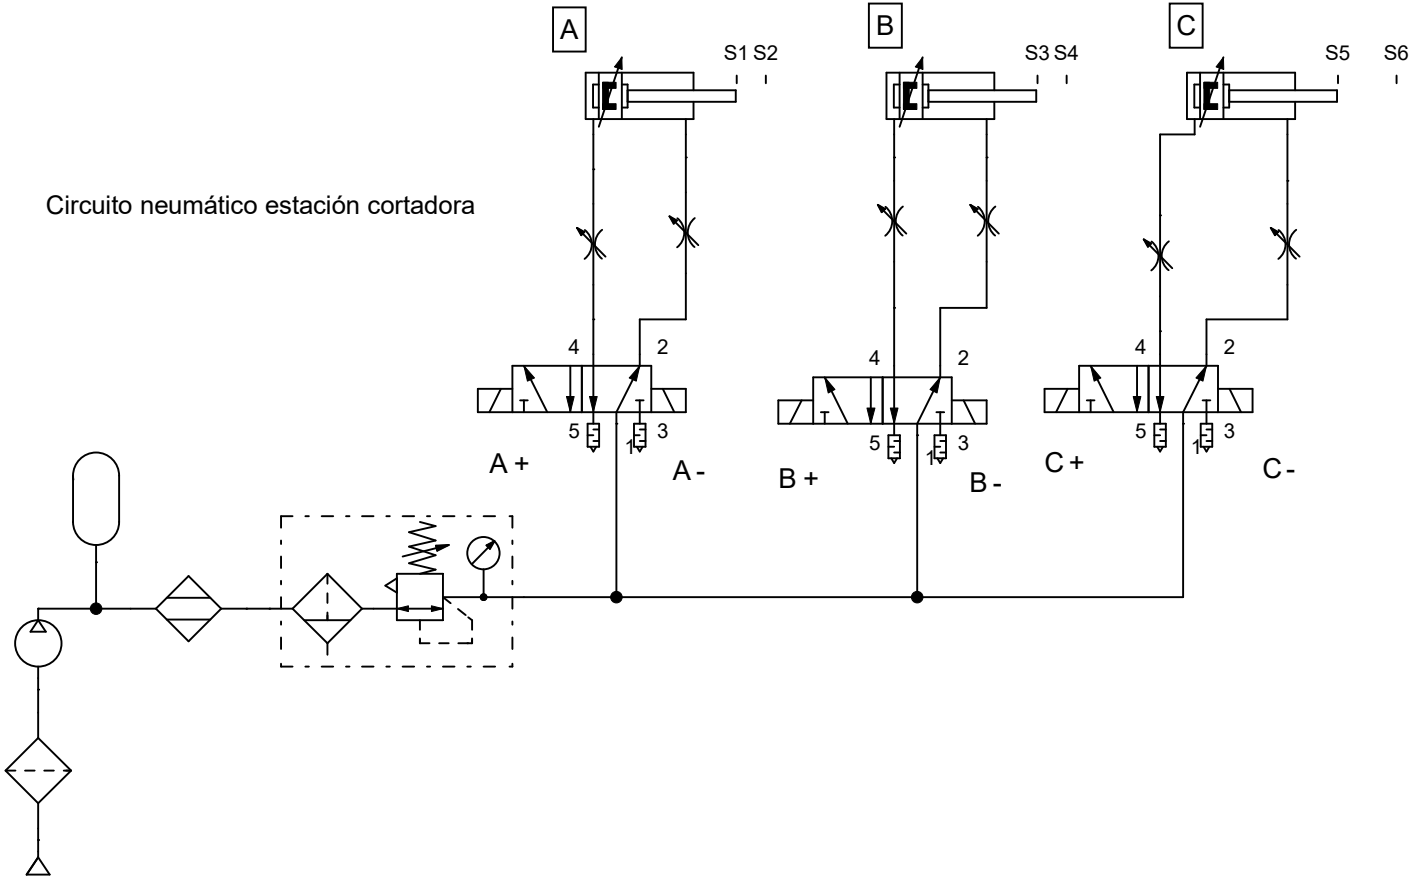 A
B
C
S1 S2
S3 S4
S5 S6
Circuito neumático estación cortadora
4 2
4 2
4 2
5 1 3
5 1 3
5 1 3
A + A -
B + B -
C + C -